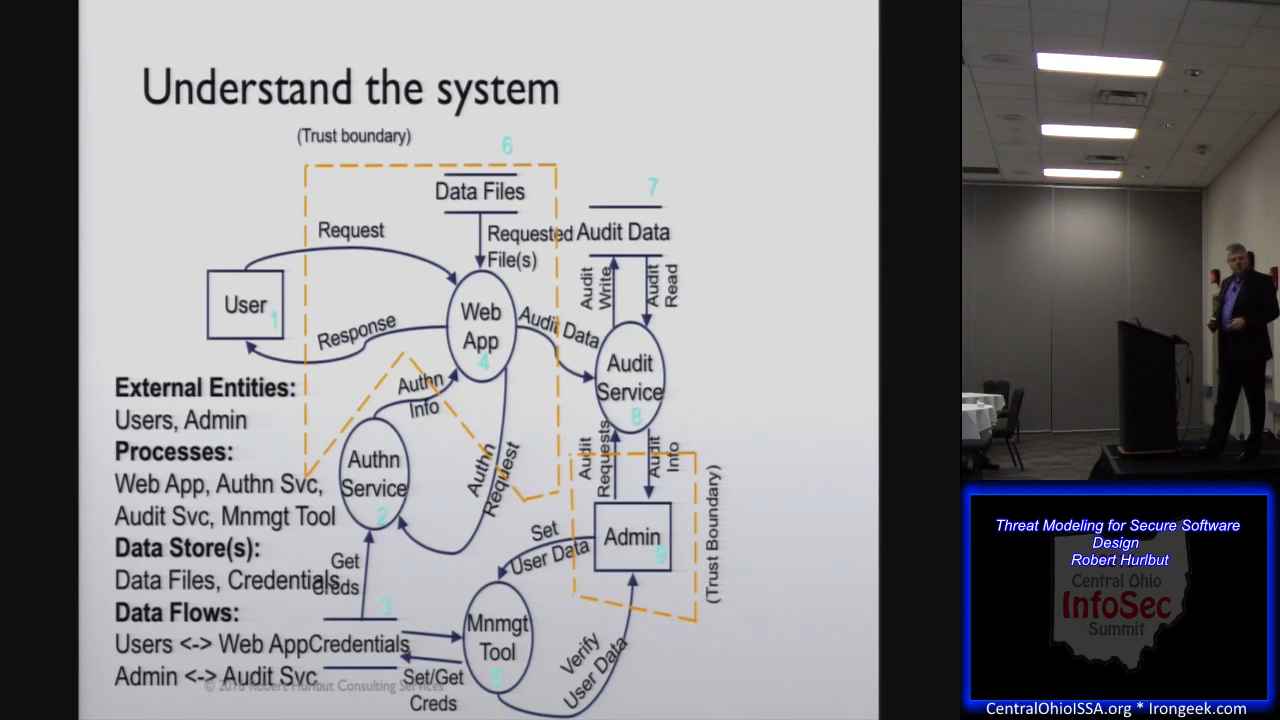 Understand the system
(Trust boundary)
6
Data Files
7
Request
Requested
File(s)
Audit Data
Audit
Write
Audit
Read
User
1
Web
App
4
Response
Audit Data
Audit
Service
8
External Entities:
Users, Admin
Processes:
Web App, Authn Svc,
Audit Svc, Mnmgt Tool
Data Store(s):
Data Files, Credentials
Data Flows:
Users <-> Web App
Admin <-> Audit Svc
Authn
Info
Authn
Service
2
Authn
Request
Audit
Requests
Audit
Info
(Trust Boundary)
Admin
9
Set
User Data
Get
Creds
3
Credentials
Mnmgt
Tool
5
Set/Get
Creds
Verify
User Data
© 2016 Robert Hurlbut Consulting Services
Threat Modeling for Secure Software
Design
Robert Hurlbut
Central Ohio
InfoSec
Summit
CentralOhioISSA.org * Irongeek.com